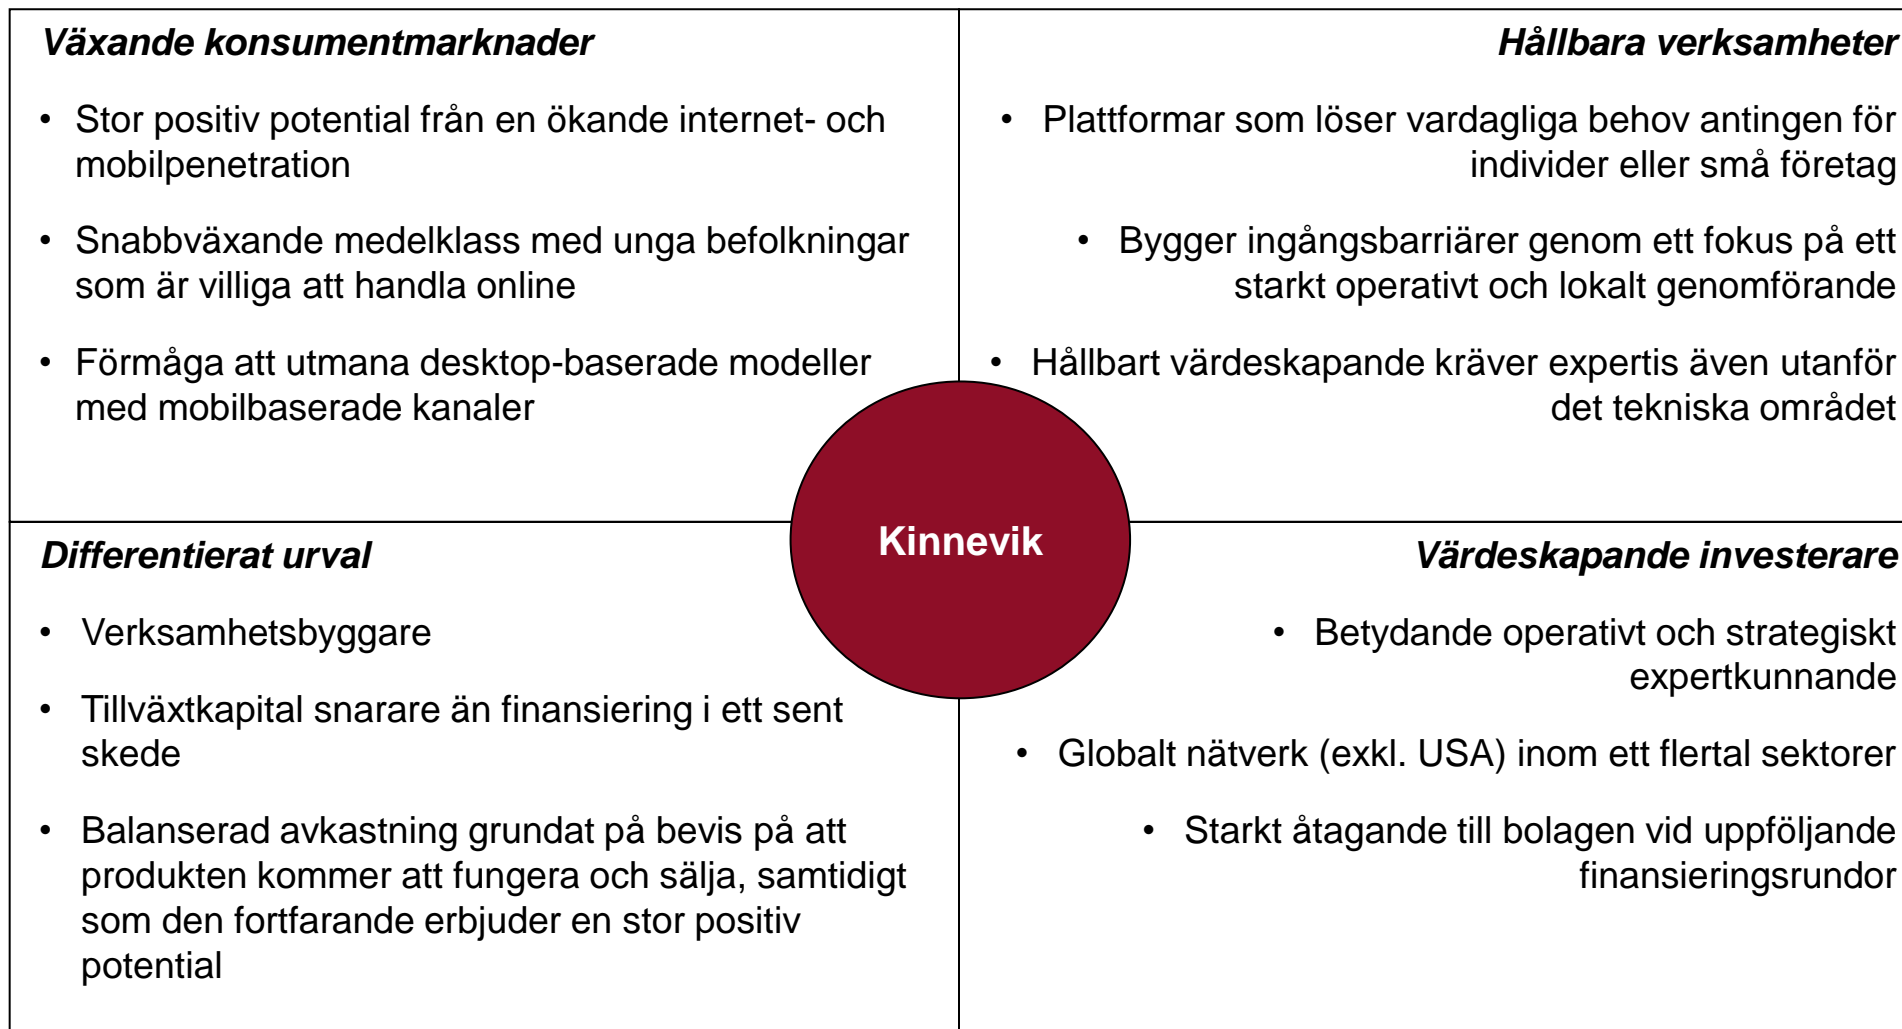 Växande konsumentmarknader
• Stor positiv potential från en ökande internet- och
mobilpenetration
• Snabbväxande medelklass med unga befolkningar
som är villiga att handla online
• Förmåga att utmana desktop-baserade modeller
med mobilbaserade kanaler
Hållbara verksamheter
• Plattformar som löser vardagliga behov antingen för
individer eller små företag
• Bygger ingångsbarriärer genom ett fokus på ett
starkt operativt och lokalt genomförande
• Hållbart värdeskapande kräver expertis även utanför
det tekniska området
Kinnevik
Differentierat urval
• Verksamhetsbyggare
• Tillväxtkapital snarare än finansiering i ett sent
skede
• Balanserad avkastning grundat på bevis på att
produkten kommer att fungera och sälja, samtidigt
som den fortfarande erbjuder en stor positiv
potential
Värdeskapande investerare
• Betydande operativt och strategiskt
expertkunnande
• Globalt nätverk (exkl. USA) inom ett flertal sektorer
• Starkt åtagande till bolagen vid uppföljande
finansieringsrundor